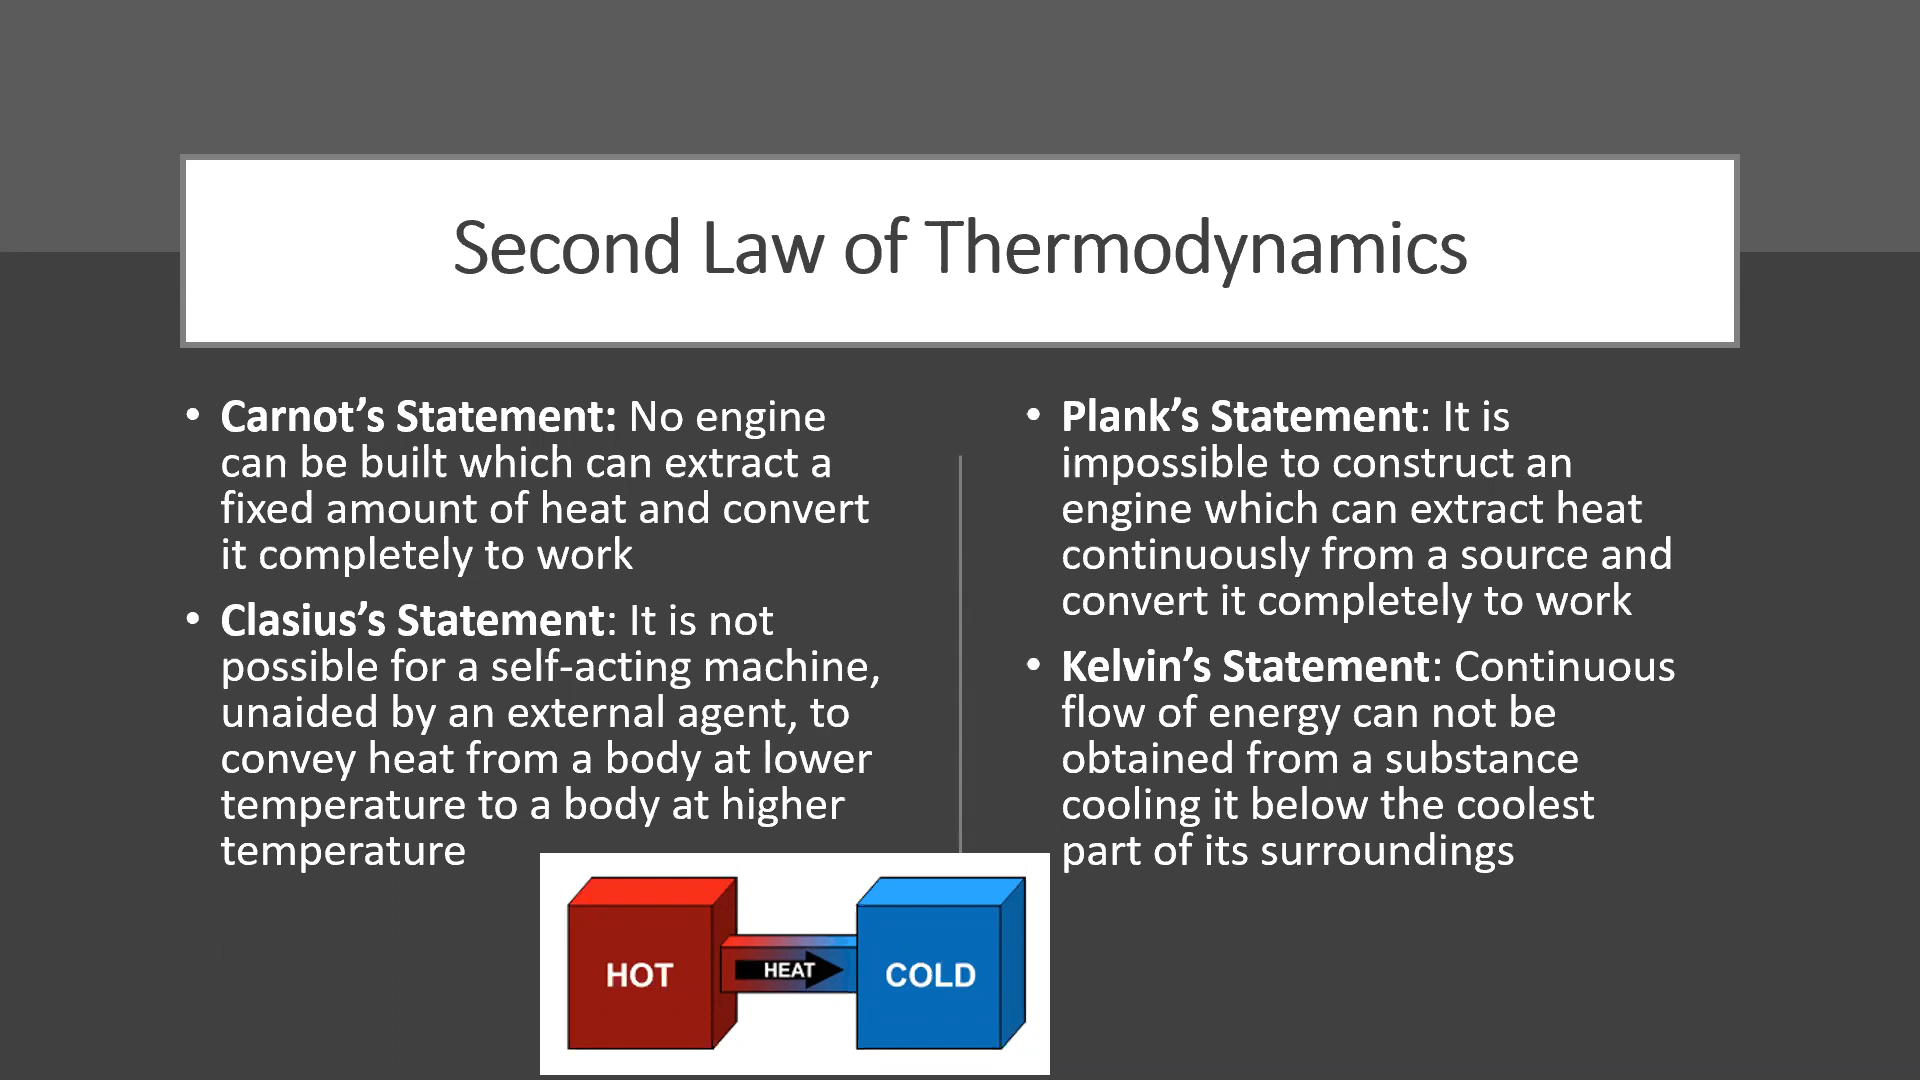 Second Law of Thermodynamics
• Carnot’s Statement: No engine
can be built which can extract a
fixed amount of heat and convert
it completely to work
• Clasius’s Statement: It is not
possible for a self-acting machine,
unaided by an external agent, to
convey heat from a body at lower
temperature to a body at higher
temperature
• Plank’s Statement: It is
impossible to construct an
engine which can extract heat
continuously from a source and
convert it completely to work
• Kelvin’s Statement: Continuous
flow of energy can not be
obtained from a substance
cooling it below the coolest
part of its surroundings
HOT
HEAT
COLD